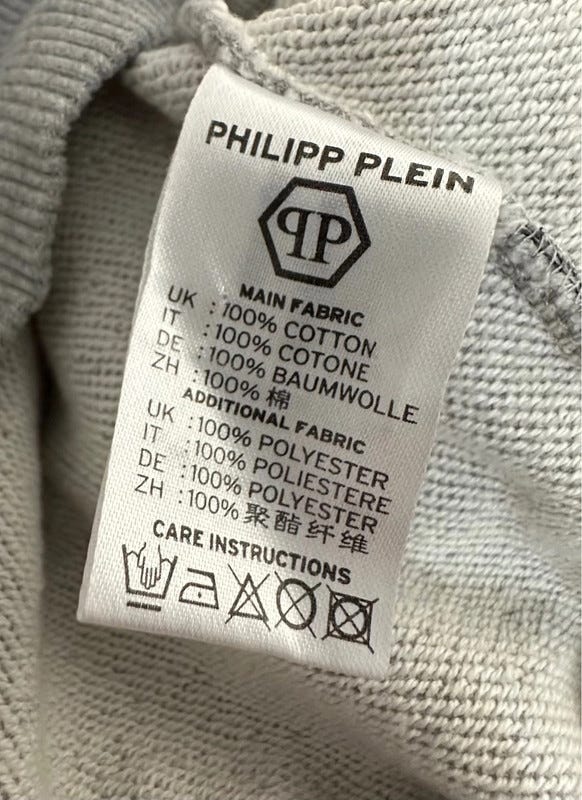 PHILIPP PLEIN
PP
MAIN FABRIC
UK : 100% COTTON
IT : 100% COTONE
DE : 100% BAUMWOLLE
ZH : 100% 棉
ADDITIONAL FABRIC
UK : 100% POLYESTER
IT : 100% POLIESTERE
DE : 100% POLYESTER
ZH : 100% 聚酯纤维
CARE INSTRUCTIONS